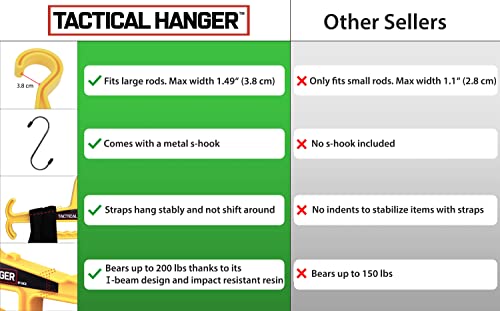 TACTICAL HANGER™
Other Sellers
3.8 cm
Fits large rods. Max width 1.49" (3.8 cm)
Only fits small rods. Max width 1.1" (2.8 cm)
Comes with a metal s-hook
No s-hook included
TACTICAL
Straps hang stably and not shift around
No indents to stabilize items with straps
HANGER
Bears up to 200 lbs thanks to its
I-beam design and impact resistant resin
Bears up to 150 lbs